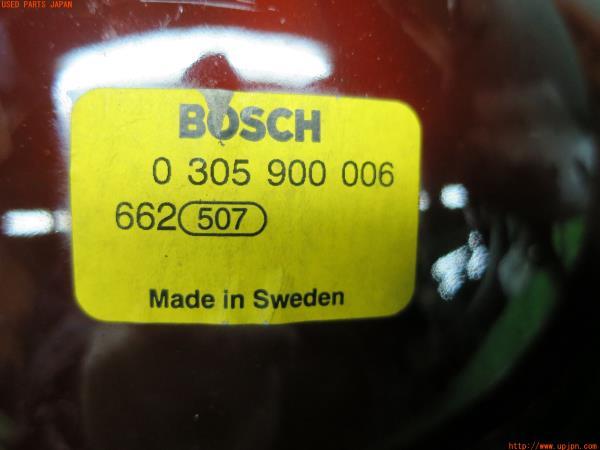 USED PARTS JAPAN
BOSCH
0 305 900 006
662 507
Made in Sweden
http://www.upjpn.com/